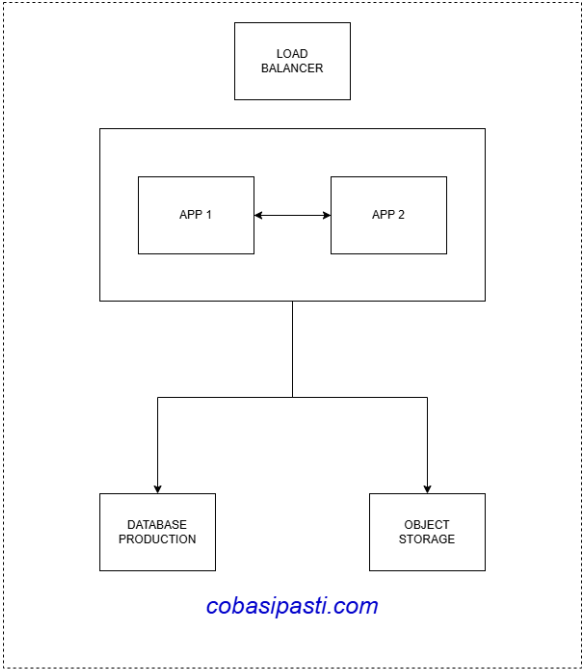 LOAD
BALANCER
APP 1
APP 2
DATABASE
PRODUCTION
OBJECT
STORAGE
cobasipasti.com